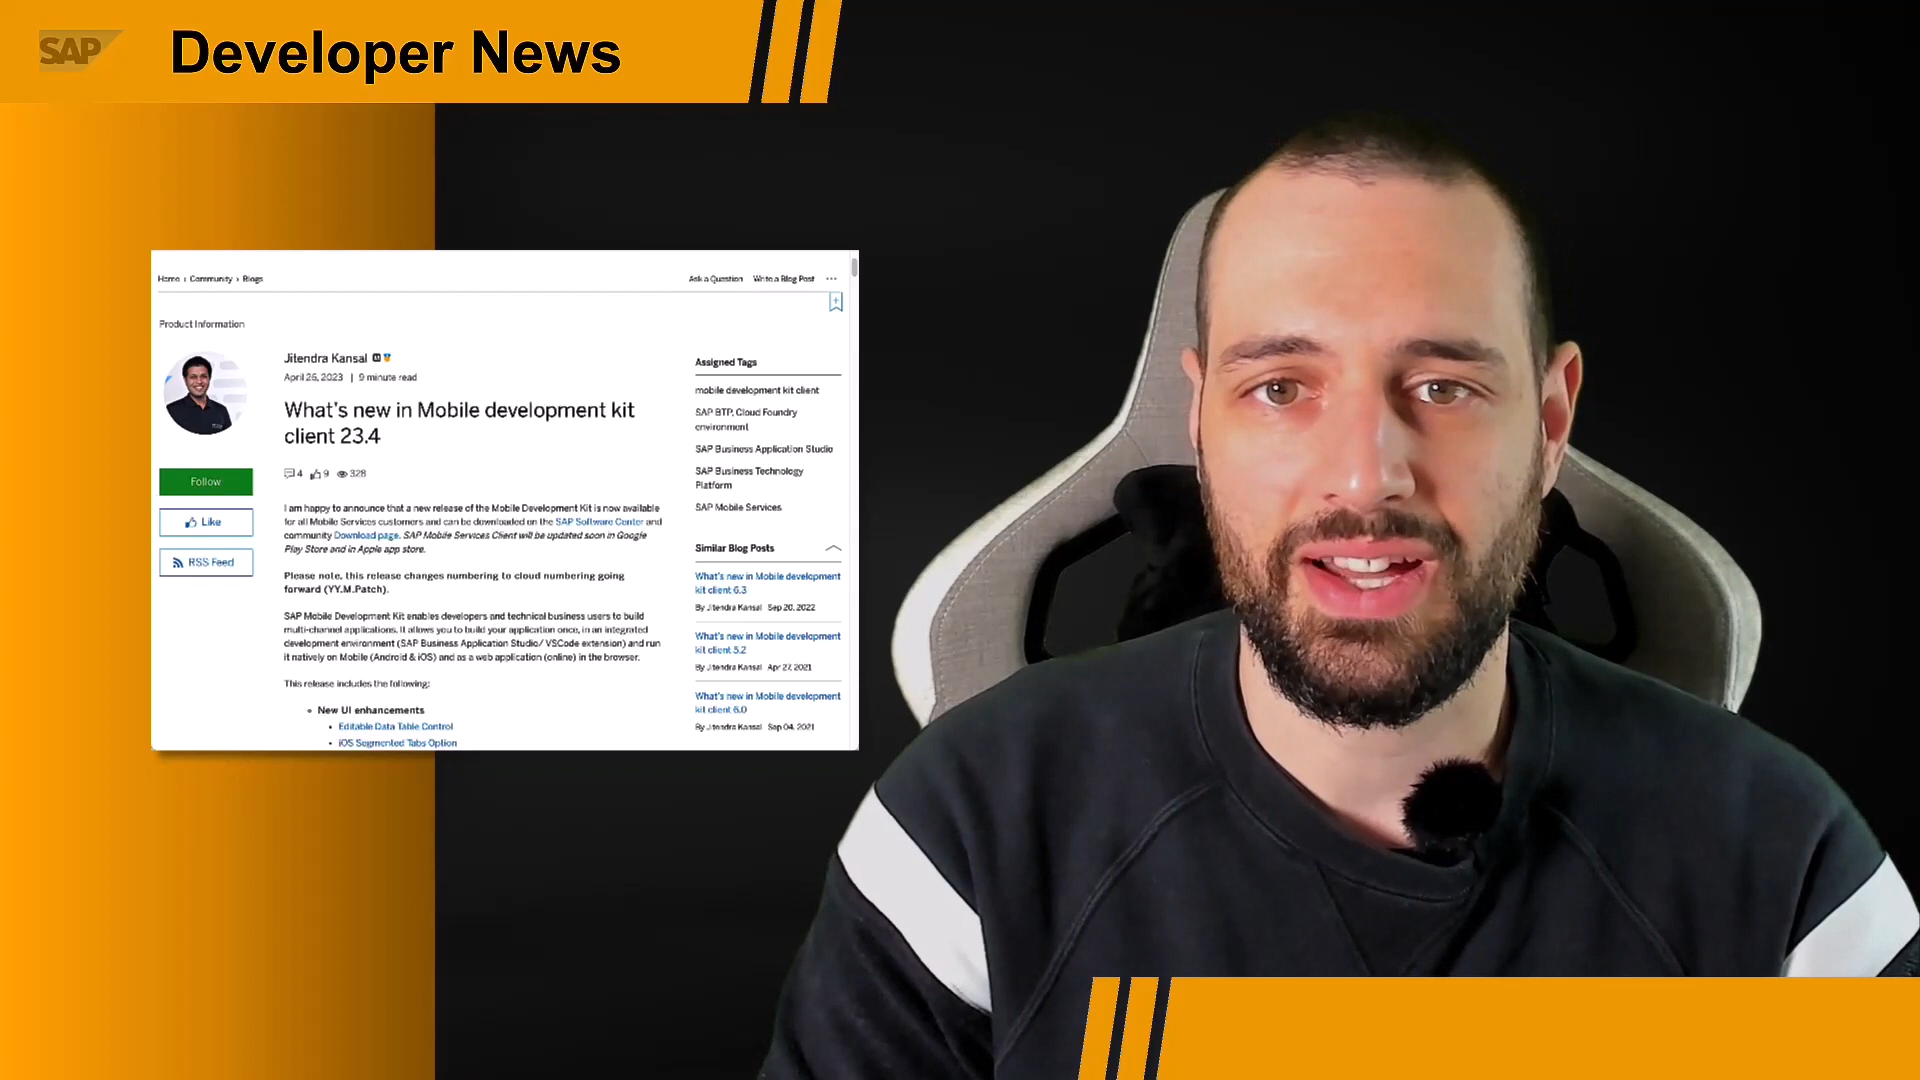 SAP Developer News
Home › Community › Blogs
Ask a Question Write a Blog Post ...
Product Information
Jitendra Kansal
April 26, 2023 | 9 minute read
What's new in Mobile development kit
client 23.4
4 9 328
Follow
Like
RSS Feed
I am happy to announce that a new release of the Mobile Development Kit is now available
for all Mobile Services customers and can be downloaded on the SAP Software Center and
community Download page. SAP Mobile Services Client will be updated soon in Google
Play Store and in Apple app store.
Please note, this release changes numbering to cloud numbering going
forward (YY.M.Patch).
SAP Mobile Development Kit enables developers and technical business users to build
multi-channel applications. It allows you to build your application once, in an integrated
development environment (SAP Business Application Studio/ VSCode extension) and run
it natively on Mobile (Android & iOS) and as a web application (online) in the browser.
This release includes the following:
• New UI enhancements
• Editable Data Table Control
• iOS Segmented Tabs Option
Assigned Tags
mobile development kit client
SAP BTP, Cloud Foundry
environment
SAP Business Application Studio
SAP Business Technology
Platform
SAP Mobile Services
Similar Blog Posts
What's new in Mobile development
kit client 6.3
By Jitendra Kansal Sep 20, 2022
What's new in Mobile development
kit client 5.2
By Jitendra Kansal Apr 27, 2021
What's new in Mobile development
kit client 6.0
By Jitendra Kansal Sep 04, 2021